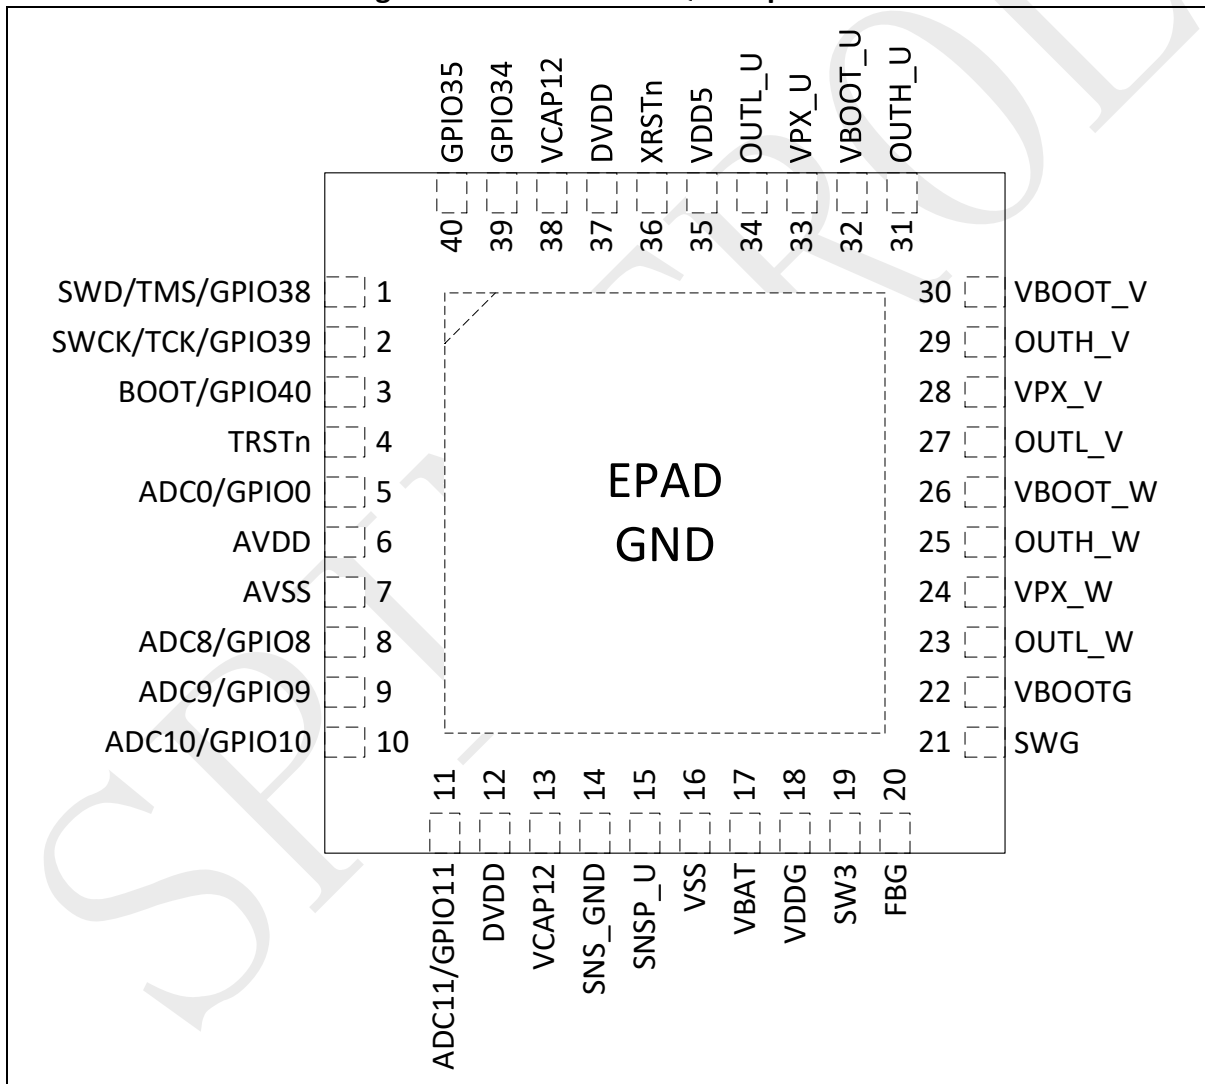 GPIO35
GPIO34
VCAP12
DVDD
XRSTn
VDD5
OUTL_U
VPX_U
VBOOT_U
OUTH_U
40
39
38
37
36
35
34
33
32
31
SWD/TMS/GPIO38 1
SWCK/TCK/GPIO39 2
BOOT/GPIO40 3
TRSTn 4
ADC0/GPIO0 5
AVDD 6
AVSS 7
ADC8/GPIO8 8
ADC9/GPIO9 9
ADC10/GPIO10 10
EPAD
GND
30 VBOOT_V
29 OUTH_V
28 VPX_V
27 OUTL_V
26 VBOOT_W
25 OUTH_W
24 VPX_W
23 OUTL_W
22 VBOOTG
21 SWG
11
12
13
14
15
16
17
18
19
20
ADC11/GPIO11
DVDD
VCAP12
SNS_GND
SNSP_U
VSS
VBAT
VDDG
SW3
FBG